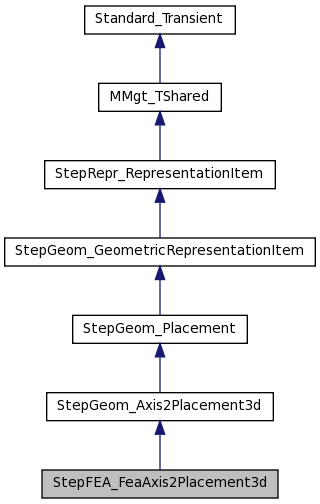 Standard_Transient
MMgt_TShared
StepRepr_RepresentationItem
StepGeom_GeometricRepresentationItem
StepGeom_Placement
StepGeom_Axis2Placement3d
StepFEA_FeaAxis2Placement3d